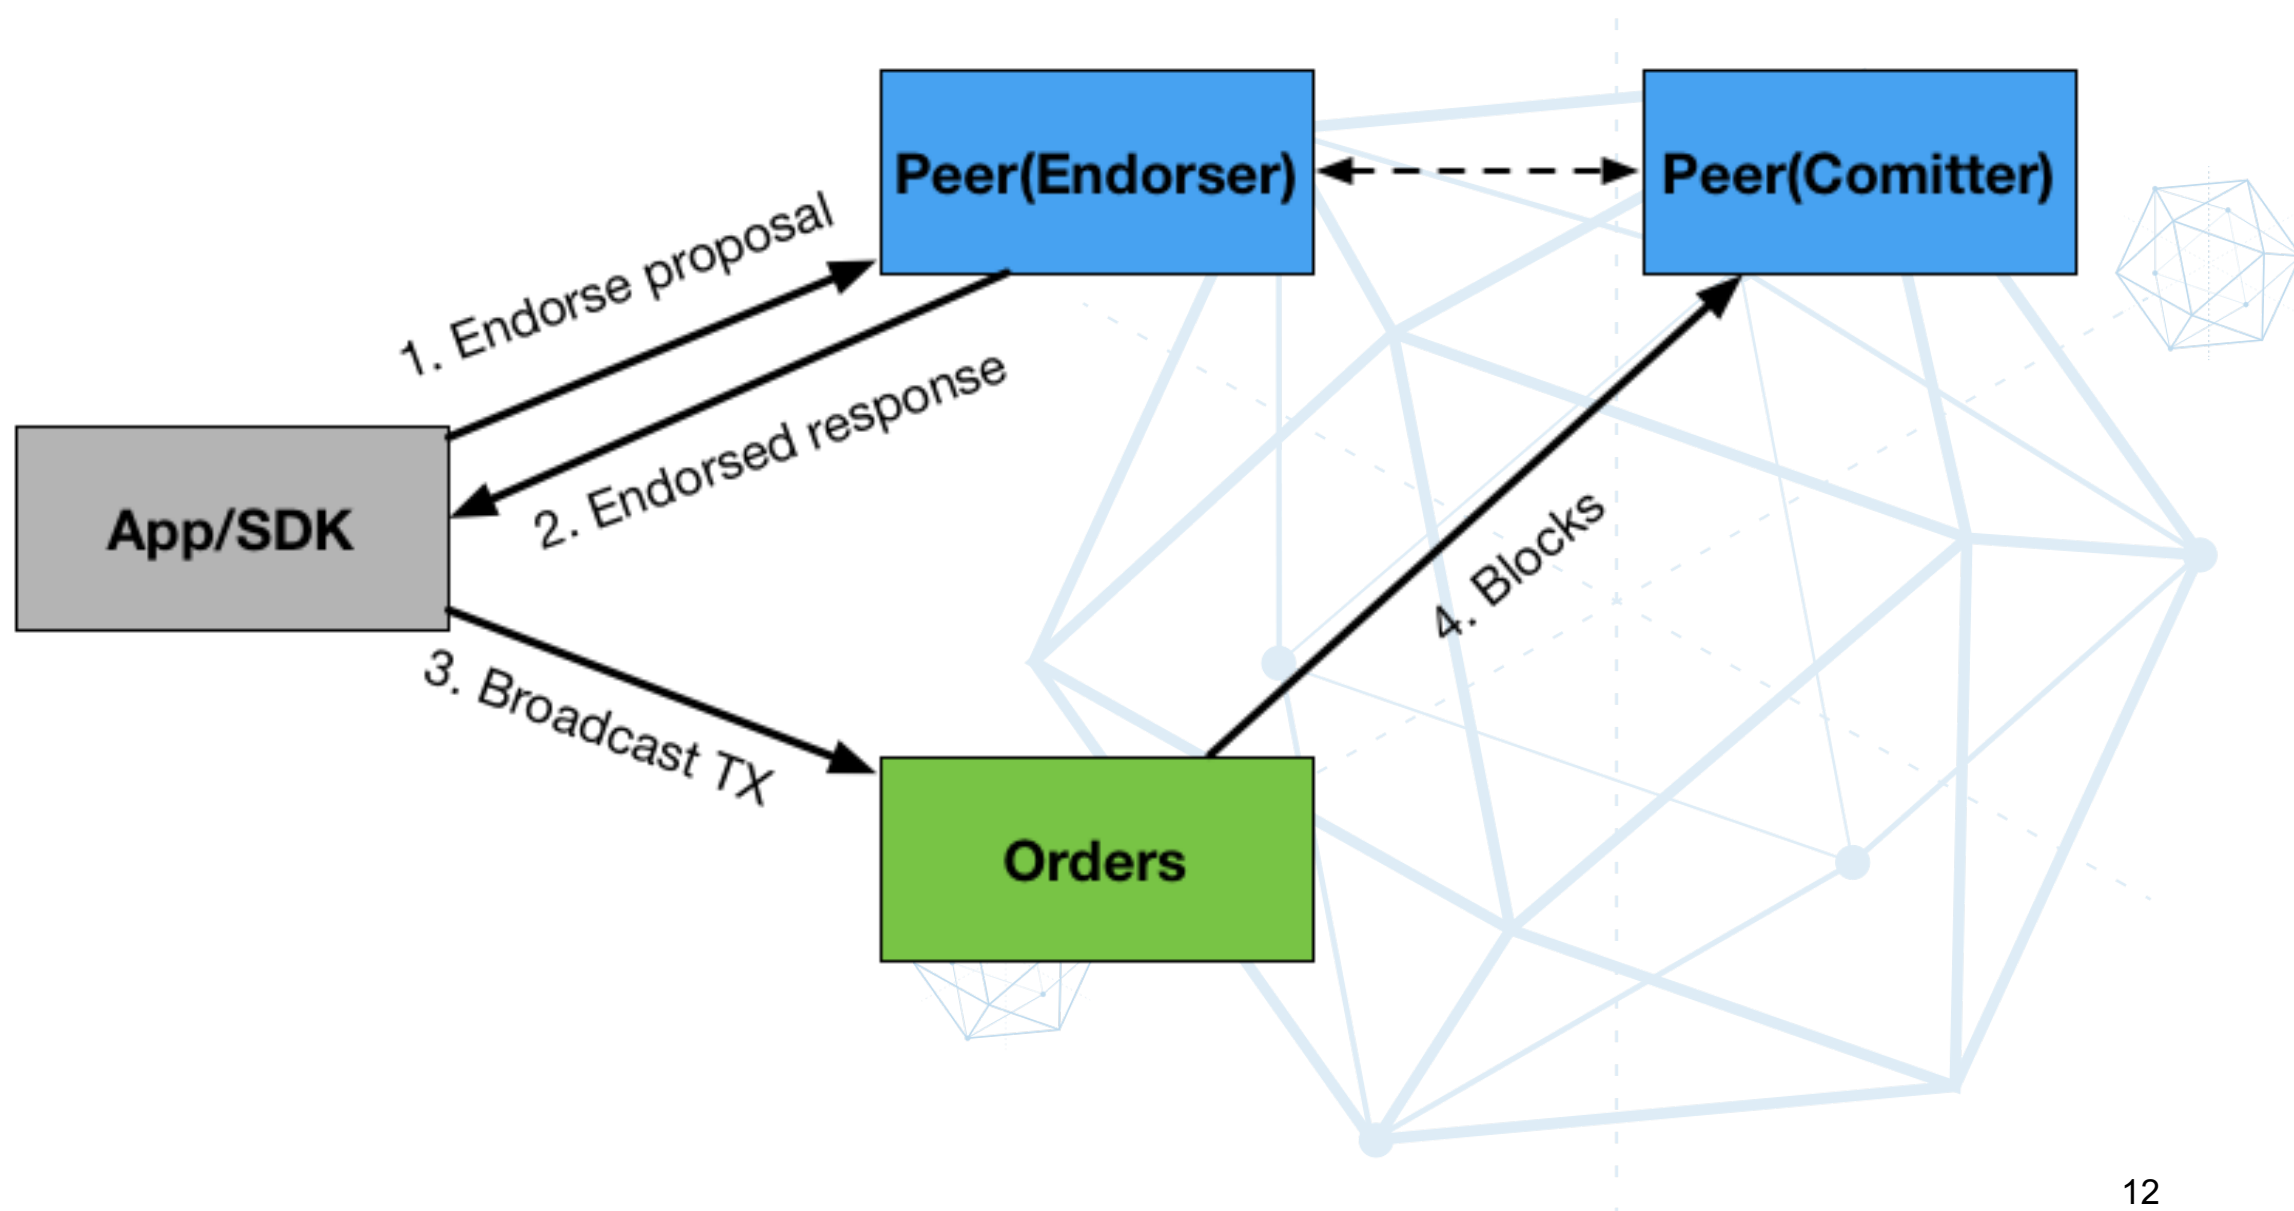 Peer(Endorser)
Peer(Comitter)
1. Endorse proposal
2. Endorsed response
App/SDK
3. Broadcast TX
4. Blocks
Orders
12